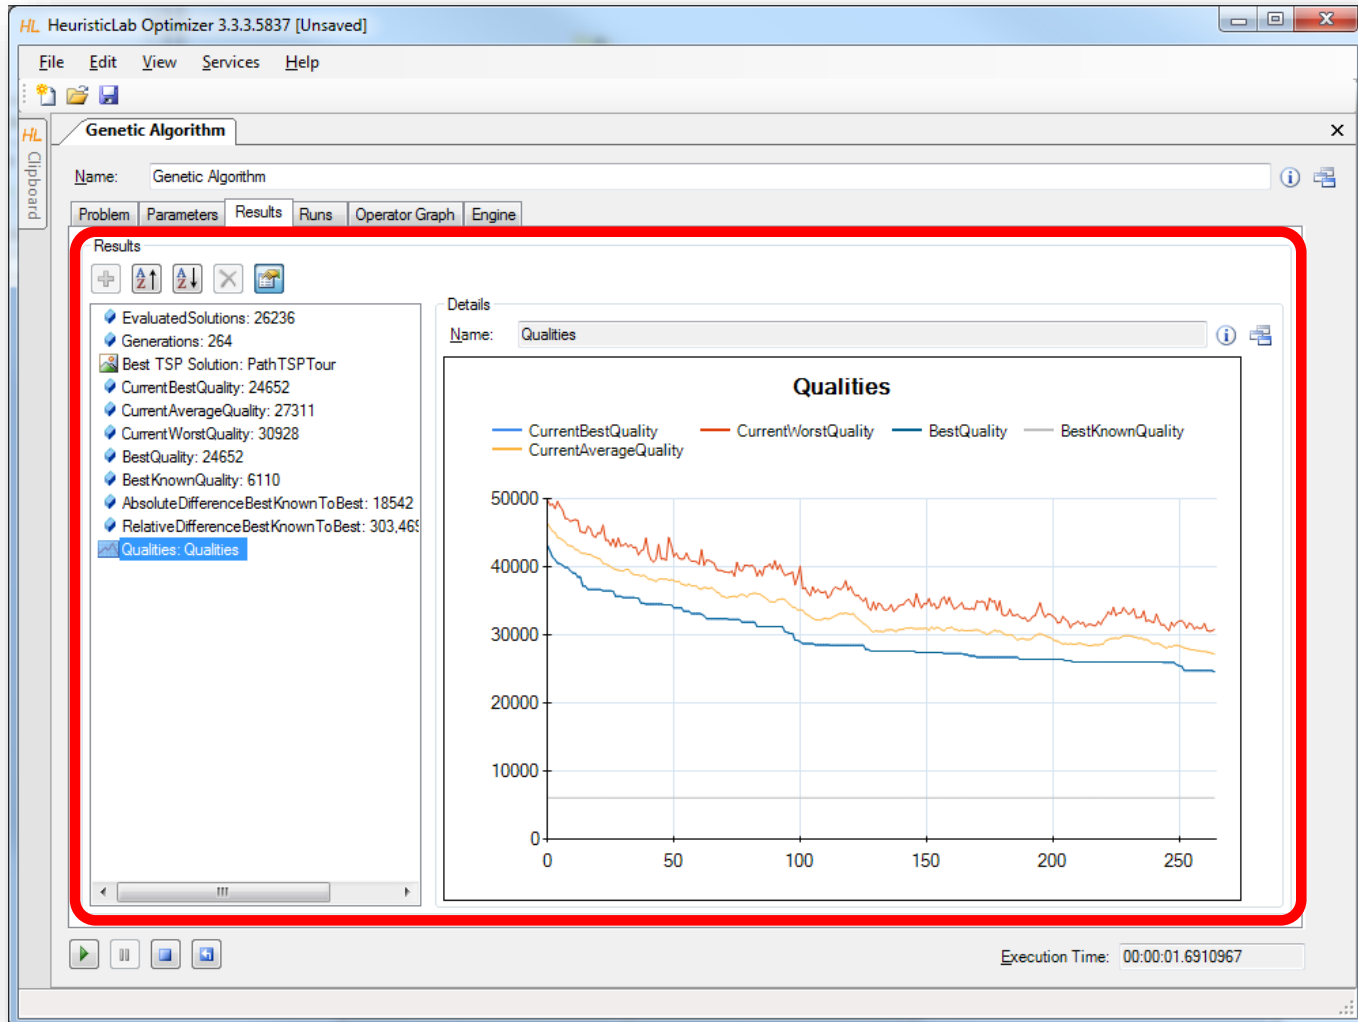 HL HeuristicLab Optimizer 3.3.3.5837 [Unsaved]
File Edit View Services Help
HL Clipboard
Genetic Algorithm
Name: Genetic Algorithm
Problem Parameters Results Runs Operator Graph Engine
Results
EvaluatedSolutions: 26236
Generations: 264
Best TSP Solution: PathTSPTour
CurrentBestQuality: 24652
CurrentAverageQuality: 27311
CurrentWorstQuality: 30928
BestQuality: 24652
BestKnownQuality: 6110
AbsoluteDifferenceBestKnownToBest: 18542
RelativeDifferenceBestKnownToBest: 303,469
Qualities: Qualities
Details
Name: Qualities
Qualities
CurrentBestQuality CurrentWorstQuality BestQuality BestKnownQuality
CurrentAverageQuality
50000
40000
30000
20000
10000
0
0 50 100 150 200 250
Execution Time: 00:00:01.6910967